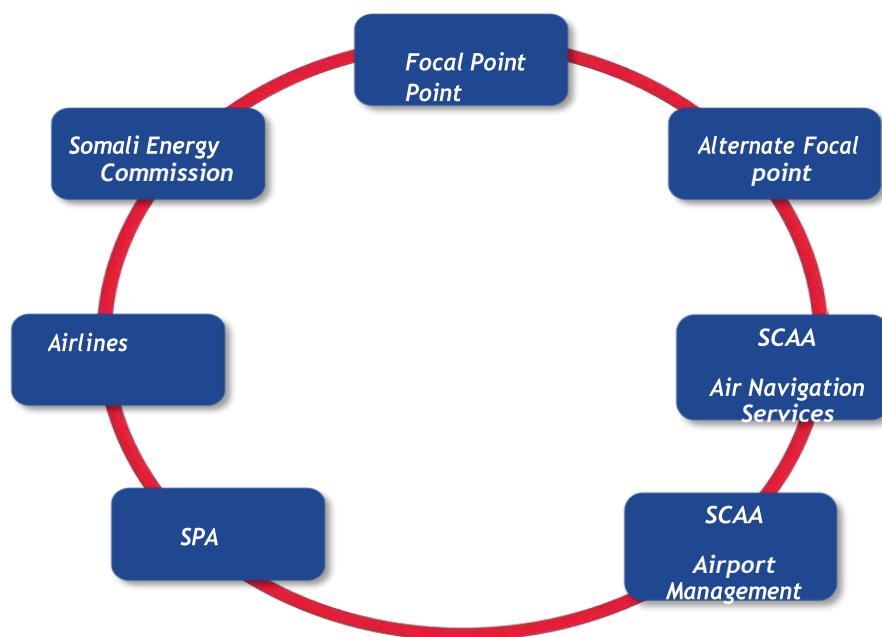 Focal Point
Point
Alternate Focal
point
SCAA
Air Navigation
Services
SCAA
Airport
Management
SPA
Airlines
Somali Energy
Commission